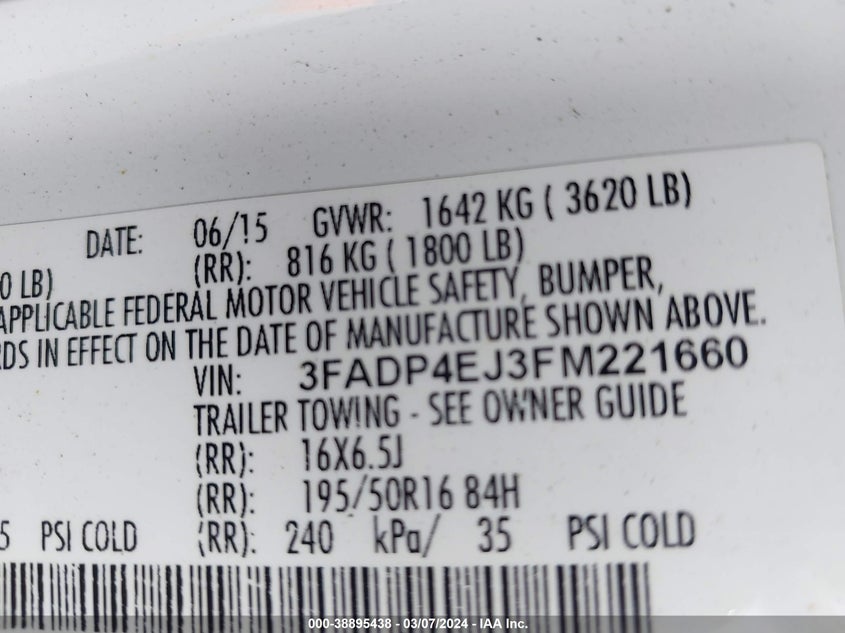 DATE: 06/15 GVWR: 1642 KG ( 3620 LB)
0 LB) (RR): 816 KG ( 1800 LB)
APPLICABLE FEDERAL MOTOR VEHICLE SAFETY, BUMPER,
RDS IN EFFECT ON THE DATE OF MANUFACTURE SHOWN ABOVE.
VIN: 3FADP4EJ3FM221660
TRAILER TOWING - SEE OWNER GUIDE
(RR): 16X6.5J
(RR): 195/50R16 84H
5 PSI COLD (RR): 240 kPa/ 35 PSI COLD
000-38895438 - 03/07/2024 - IAA Inc.